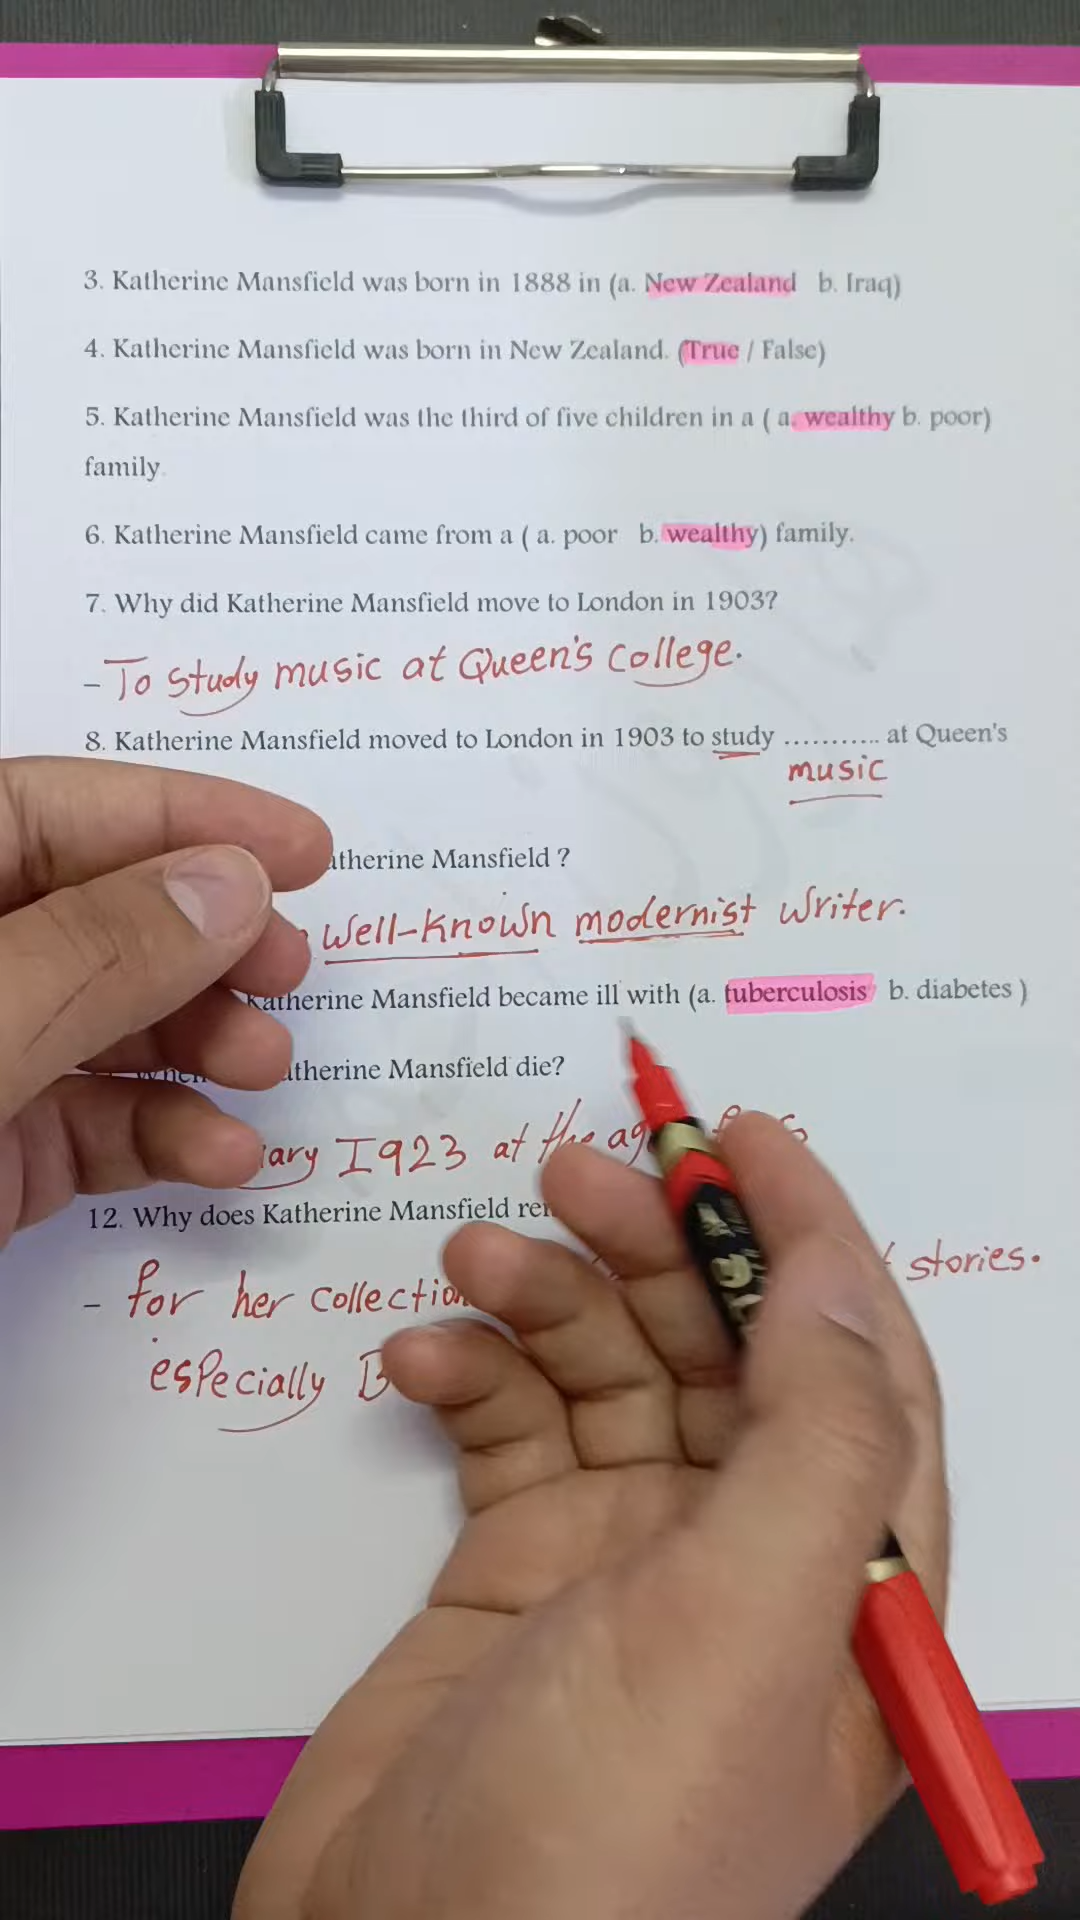 3. Katherine Mansfield was born in 1888 in (a. New Zealand b. Iraq)
4. Katherine Mansfield was born in New Zealand. (True / False)
5. Katherine Mansfield was the third of five children in a ( a. wealthy b. poor)
family.
6. Katherine Mansfield came from a ( a. poor b. wealthy) family.
7. Why did Katherine Mansfield move to London in 1903?
- To study music at Queen's college.
8. Katherine Mansfield moved to London in 1903 to study ........... at Queen's
music
Mansfield ?
well-known modernist writer.
Katherine Mansfield became ill with (a. tuberculosis b. diabetes )
Mansfield die?
1923 at the
12. Why does Katherine Mansfield
- for her stories.
especially